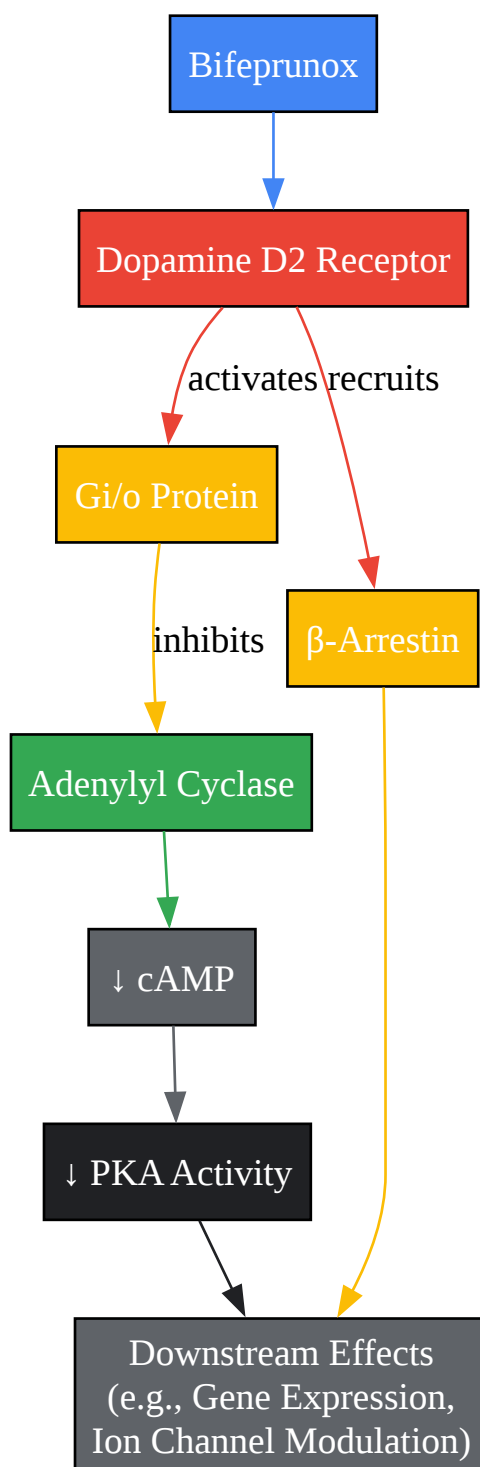 Bifeprunox
Dopamine D2 Receptor
activates recruits
Gi/o Protein
β-Arrestin
inhibits
Adenylyl Cyclase
↓ cAMP
↓ PKA Activity
Downstream Effects
(e.g., Gene Expression,
Ion Channel Modulation)